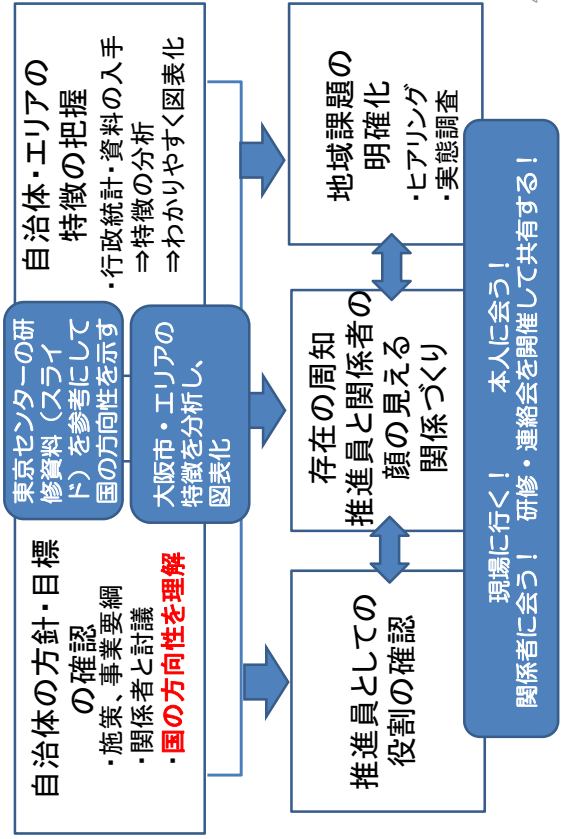 自治体の方針・目標
の確認
・施策、事業要綱
・関係者と討議
・国の方向性を理解
東京センターの研
修資料（スライ
ド）を参考にして
国の方向性を示す
大阪市・エリアの
特徴を分析し、
図表化
自治体・エリアの
特徴の把握
・行政統計・資料の入手
⇒特徴の分析
⇒わかりやすく図表化
推進員としての
役割の確認
存在の周知
推進員と関係者の
顔の見える
関係づくり
地域課題の
明確化
・ヒアリング
・実態調査
現場に行く！　本人に会う！
関係者に会う！　研修・連絡会を開催して共有する！